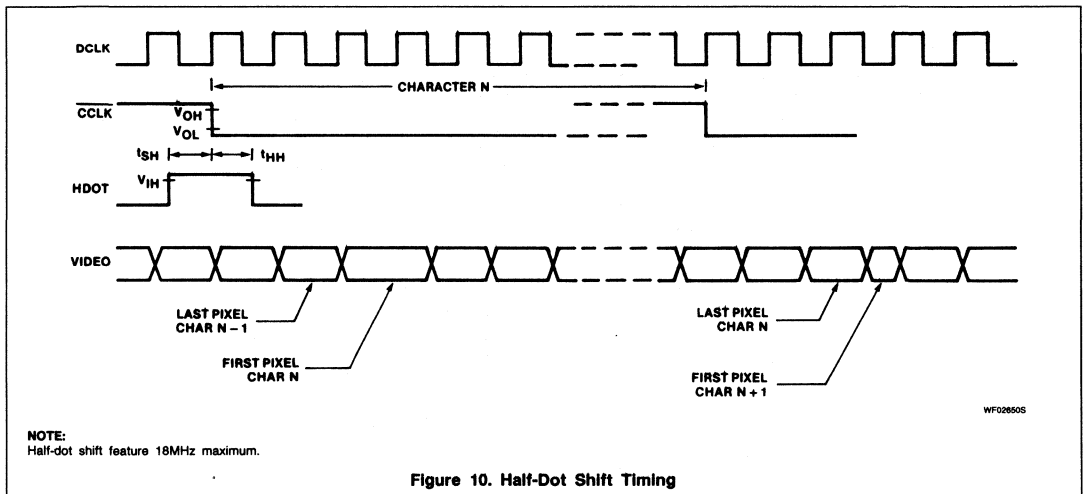 DCLK
CHARACTER N
CCLK
VOH
VOL
tSH
tHH
VIH
HDOT
VIDEO
LAST PIXEL
CHAR N – 1
FIRST PIXEL
CHAR N
LAST PIXEL
CHAR N
FIRST PIXEL
CHAR N + 1
WF02650S
NOTE:
Half-dot shift feature 18MHz maximum.
Figure 10. Half-Dot Shift Timing